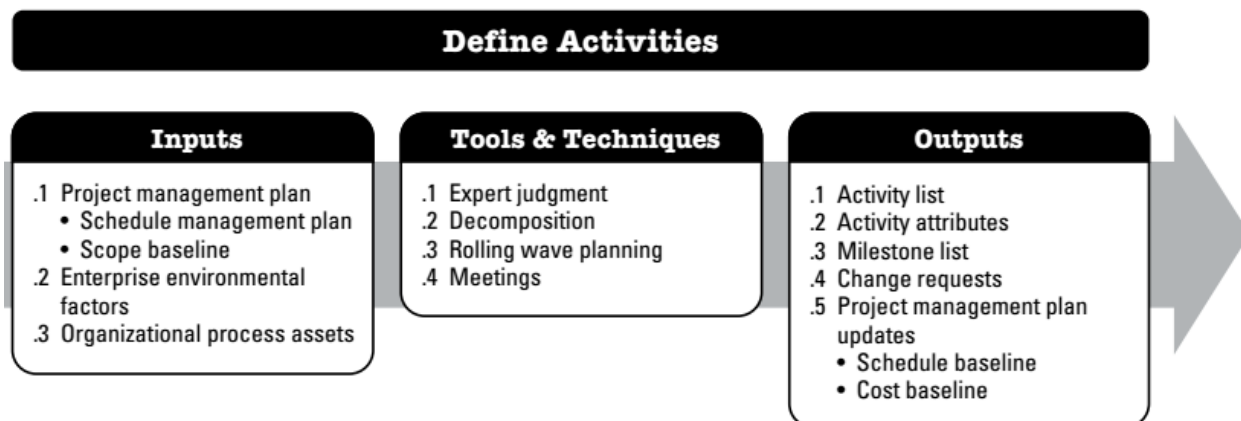 Define Activities
Inputs
.1 Project management plan
• Schedule management plan
• Scope baseline
.2 Enterprise environmental
factors
.3 Organizational process assets
Tools & Techniques
.1 Expert judgment
.2 Decomposition
.3 Rolling wave planning
.4 Meetings
Outputs
.1 Activity list
.2 Activity attributes
.3 Milestone list
.4 Change requests
.5 Project management plan
updates
• Schedule baseline
• Cost baseline